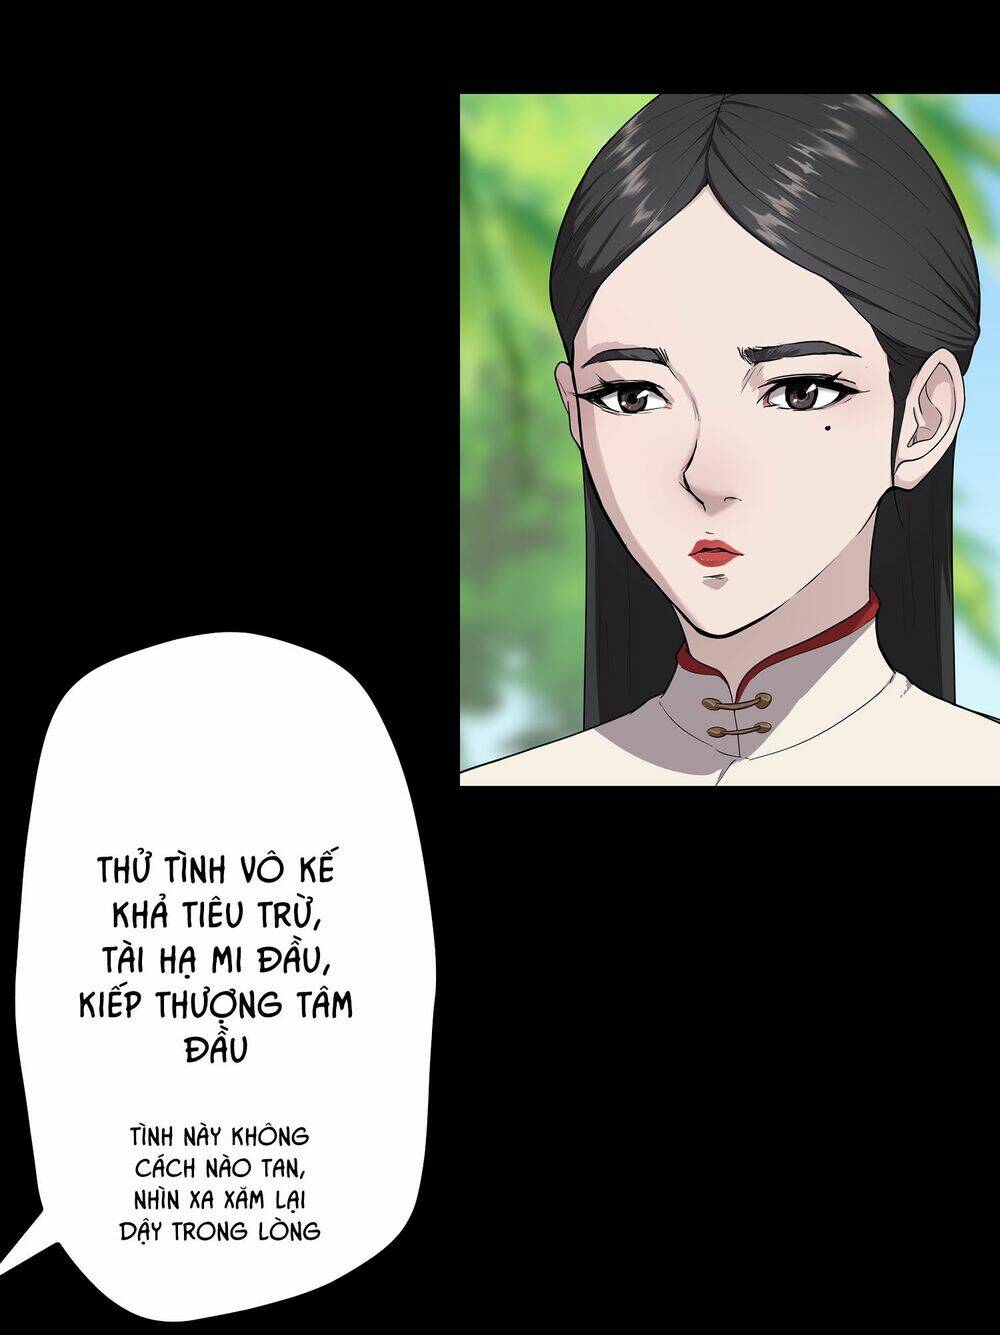 THỬ TÌNH VÔ KẾ
KHẢ TIÊU TRỪ,
TÀI HẠ MI ĐẦU,
KIẾP THƯỢNG TÂM
ĐẦU
TÌNH NÀY KHÔNG
CÁCH NÀO TAN,
NHÌN XA XĂM LẠI
DẬY TRONG LÒNG